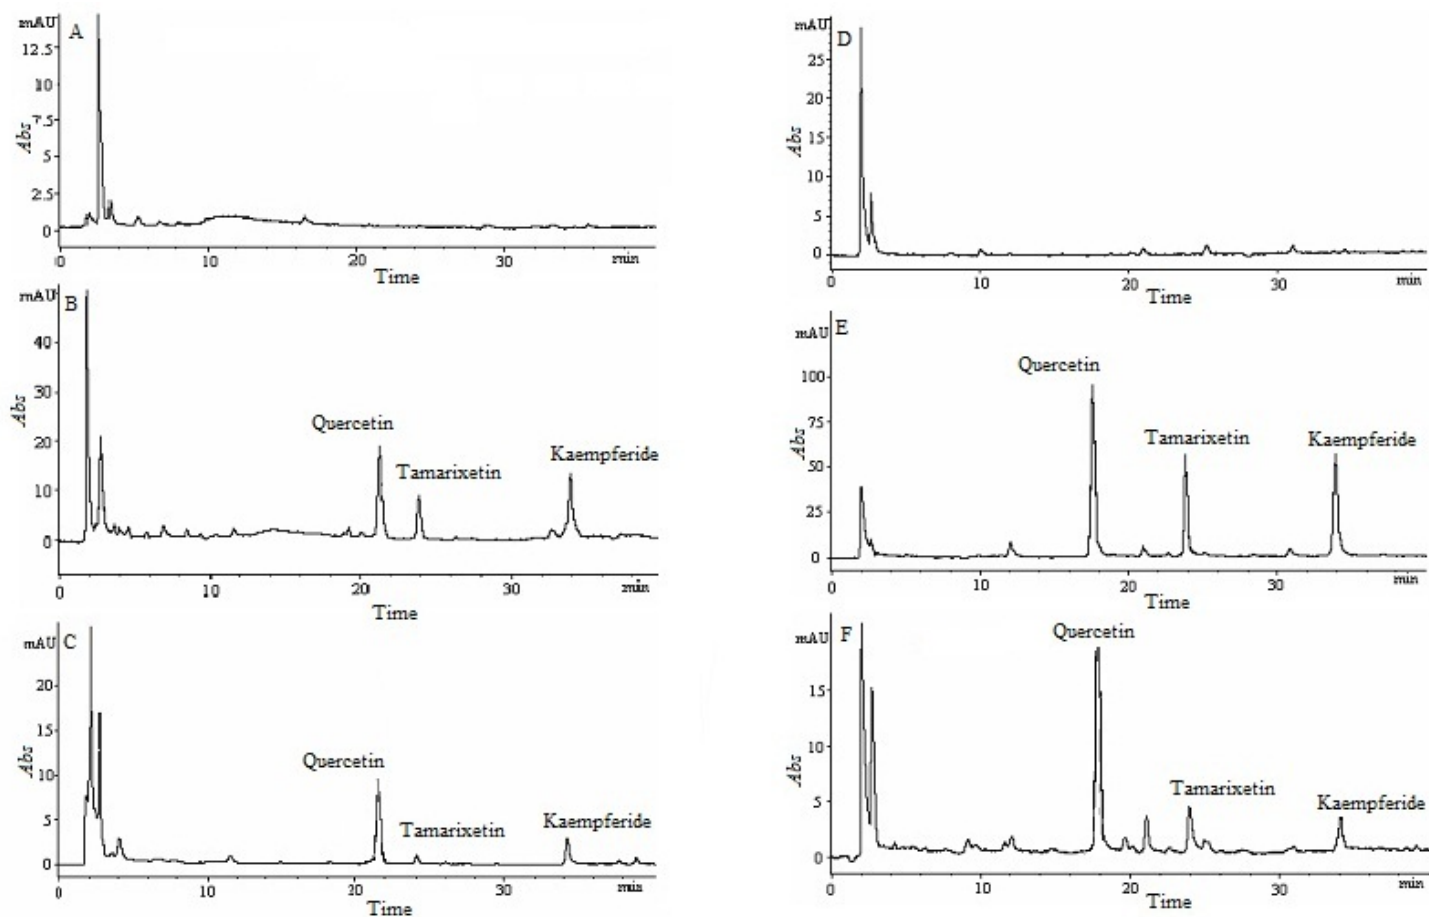 mAU A
12.5
10
7.5
5
2.5
0
Abs
0 10 20 30 min
Time
mAU B
40
30
20
10
0
Abs
Quercetin
Tamarixetin
Kaempferide
0 10 20 30 min
Time
mAU C
20
15
10
5
0
Abs
Quercetin
Tamarixetin
Kaempferide
0 10 20 30 min
Time
mAU D
25
20
15
10
5
0
Abs
0 10 20 30 min
Time
mAU E
100
75
50
25
0
Abs
Quercetin
Tamarixetin
Kaempferide
0 10 20 30 min
Time
mAU F
15
10
5
0
Abs
Quercetin
Tamarixetin
Kaempferide
0 10 20 30 min
Time